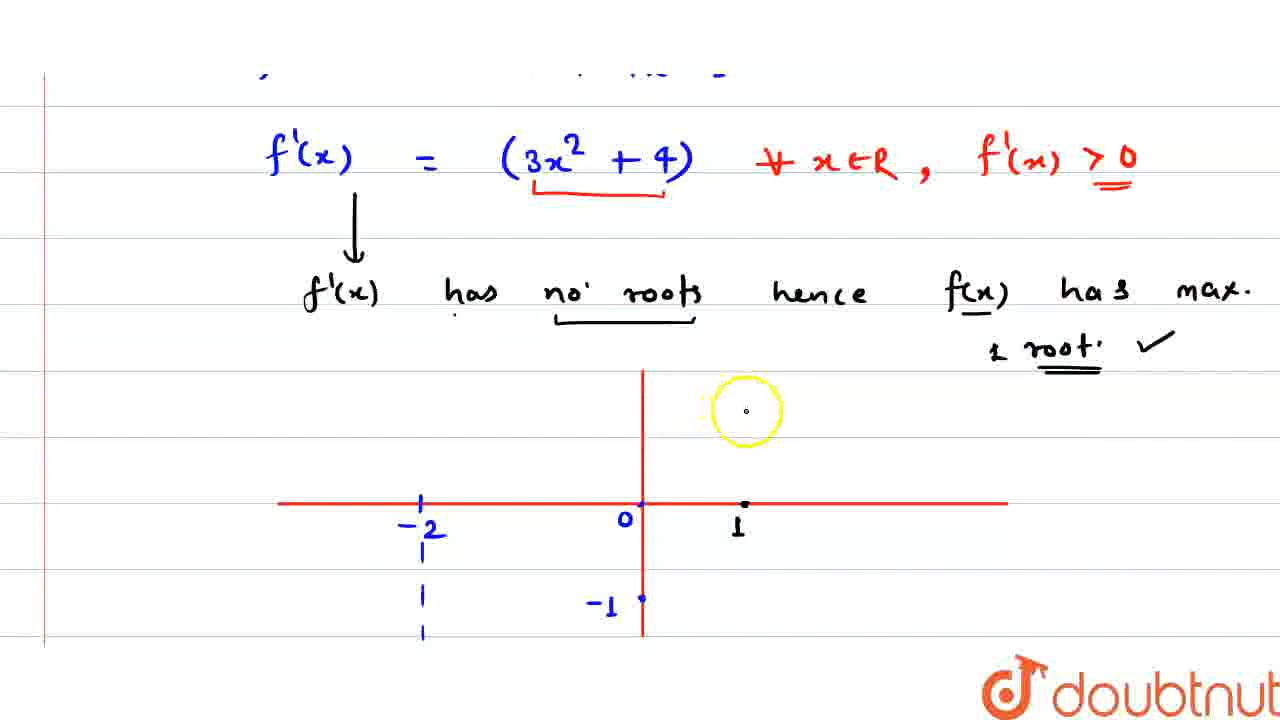 f'(x) = (3x² + 4) ∀ x ∈ R, f'(x) > 0
f'(x) has no roots hence f(x) has max.
1 root. ✓
-2 0 1
-1
doubtnut